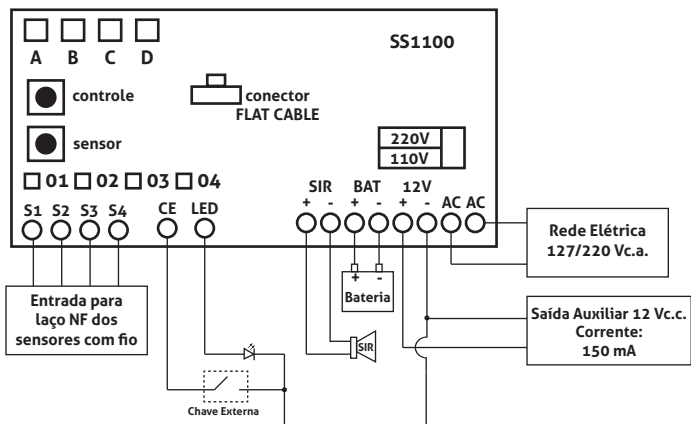 SS1100
A B C D
controle
conector
FLAT CABLE
sensor
220V
110V
01 02 03 04
SIR BAT 12V
+ - + - + - AC AC
S1 S2 S3 S4 CE LED
Rede Elétrica
127/220 Vc.a.
+ -
Bateria
Entrada para
laço NF dos
sensores com fio
Saída Auxiliar 12 Vc.c.
Corrente:
150 mA
SIR
Chave Externa